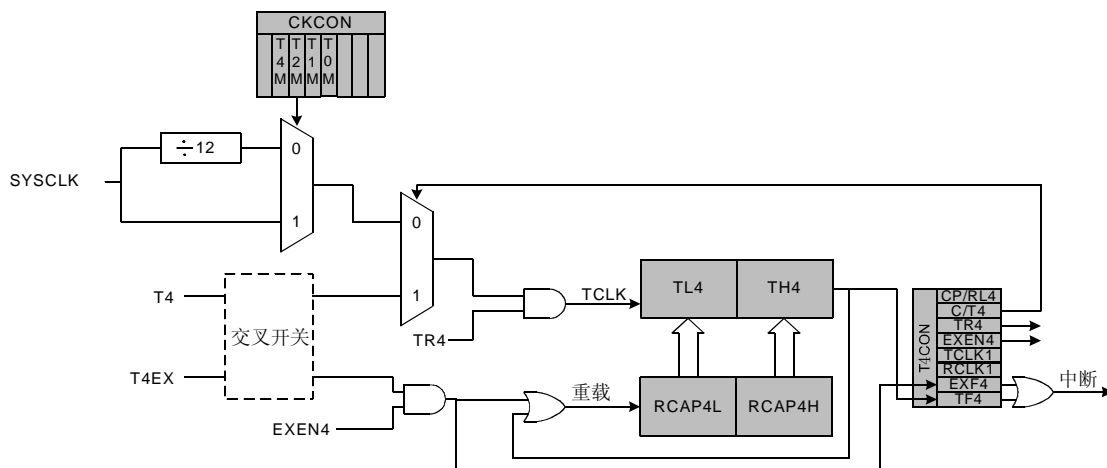 CKCON
T4M
T2M
T1M
T0M
÷12
0
SYSCLK
1
0
T4
1
TCLK
TL4
TH4
交叉开关
TR4
CP/RL4
C/T4
TR4
EXEN4
TCLK1
RCLK1
EXF4
TF4
T4CON
T4EX
重载
RCAP4L
RCAP4H
中断
EXEN4